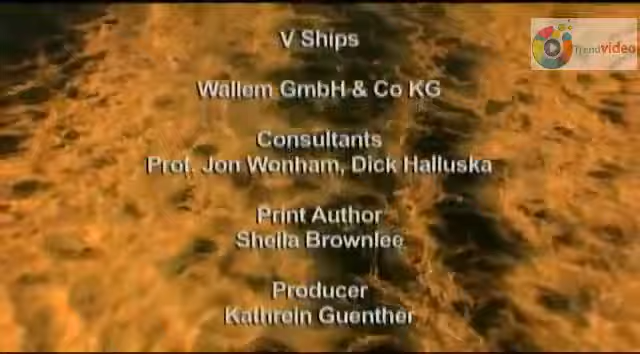 Trendvideo
V Ships
Wallem GmbH & Co KG
Consultants
Prof. Jon Wonham, Dick Halluska
Print Author
Sheila Brownlee
Producer
Kathrein Guenther